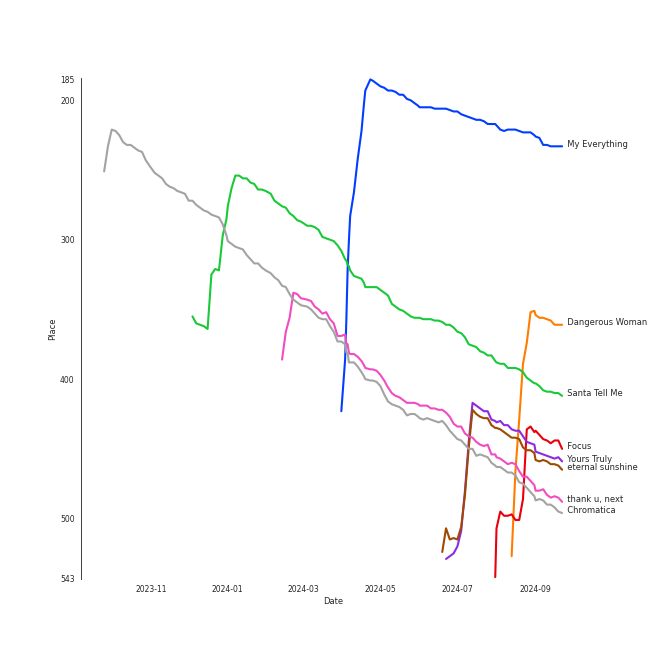 185
200
300
400
500
543
Place
2023-11
2024-01
2024-03
2024-05
2024-07
2024-09
Date
My Everything
Dangerous Woman
Santa Tell Me
Focus
Yours Truly
eternal sunshine
thank u, next
Chromatica